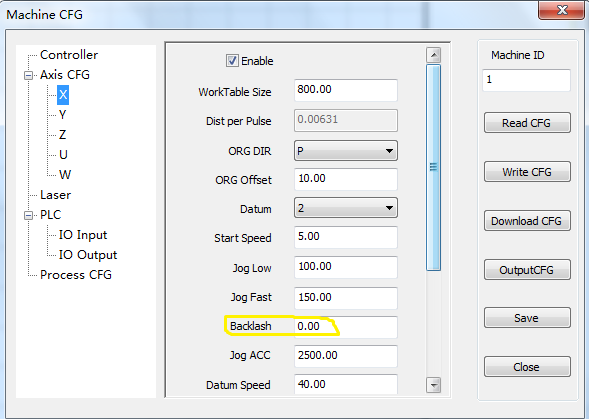 Machine CFG
Controller
Axis CFG
X
Y
Z
U
W
Laser
PLC
IO Input
IO Output
Process CFG
Enable
WorkTable Size 800.00
Dist per Pulse 0.00631
ORG DIR P
ORG Offset 10.00
Datum 2
Start Speed 5.00
Jog Low 100.00
Jog Fast 150.00
Backlash 0.00
Jog ACC 2500.00
Datum Speed 40.00
Machine ID
1
Read CFG
Write CFG
Download CFG
OutputCFG
Save
Close